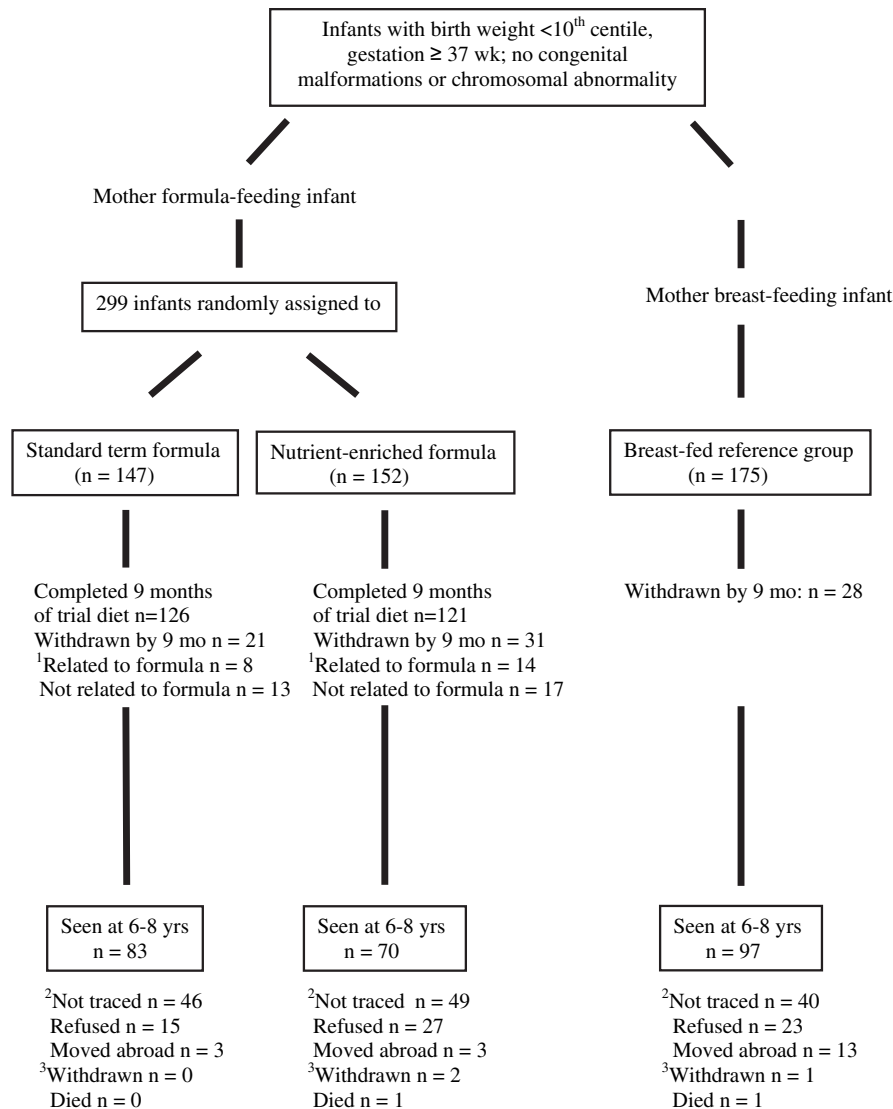 Infants with birth weight <10th centile,
gestation ≥ 37 wk; no congenital
malformations or chromosomal abnormality
Mother formula-feeding infant
299 infants randomly assigned to
Mother breast-feeding infant
Standard term formula
(n = 147)
Nutrient-enriched formula
(n = 152)
Breast-fed reference group
(n = 175)
Completed 9 months
of trial diet n=126
Withdrawn by 9 mo n = 21
1Related to formula n = 8
Not related to formula n = 13
Completed 9 months
of trial diet n=121
Withdrawn by 9 mo n = 31
1Related to formula n = 14
Not related to formula n = 17
Withdrawn by 9 mo: n = 28
Seen at 6-8 yrs
n = 83
Seen at 6-8 yrs
n = 70
Seen at 6-8 yrs
n = 97
2Not traced n = 46
Refused n = 15
Moved abroad n = 3
3Withdrawn n = 0
Died n = 0
2Not traced n = 49
Refused n = 27
Moved abroad n = 3
3Withdrawn n = 2
Died n = 1
2Not traced n = 40
Refused n = 23
Moved abroad n = 13
3Withdrawn n = 1
Died n = 1